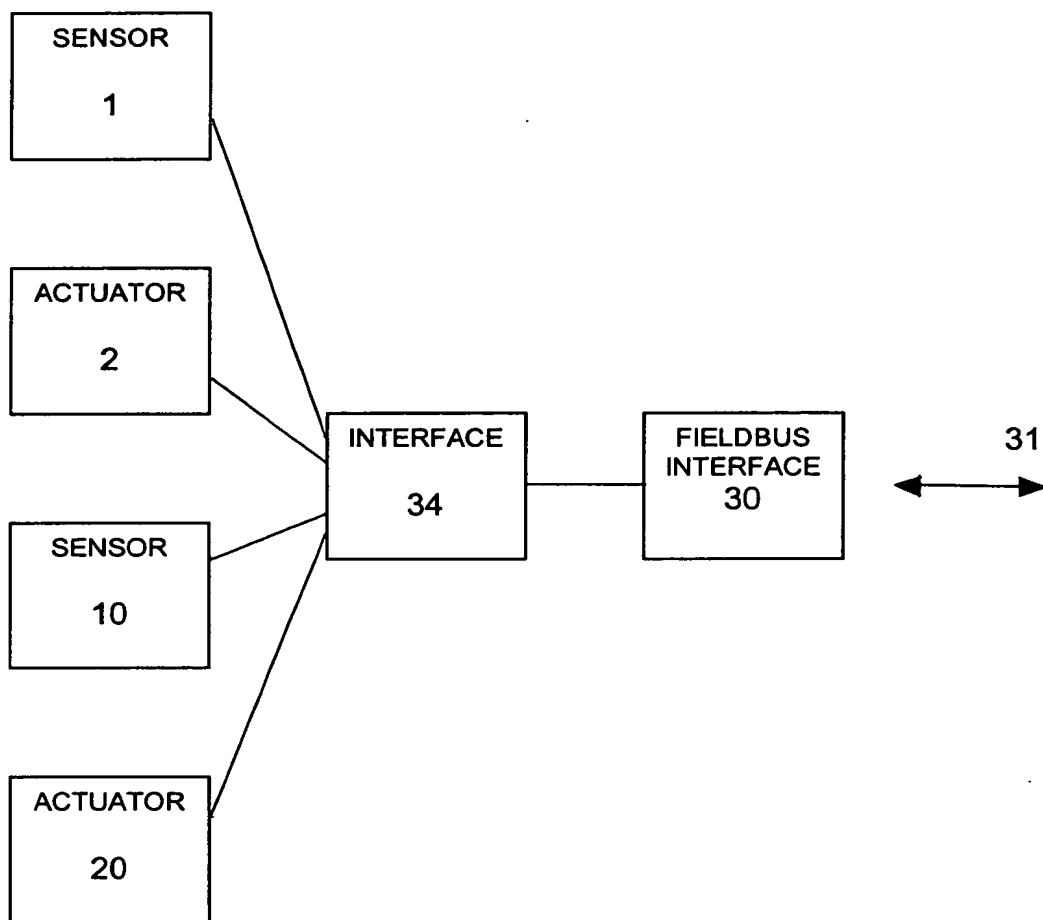 SENSOR
1
ACTUATOR
2
SENSOR
10
ACTUATOR
20
INTERFACE
34
FIELDBUS
INTERFACE
30
31